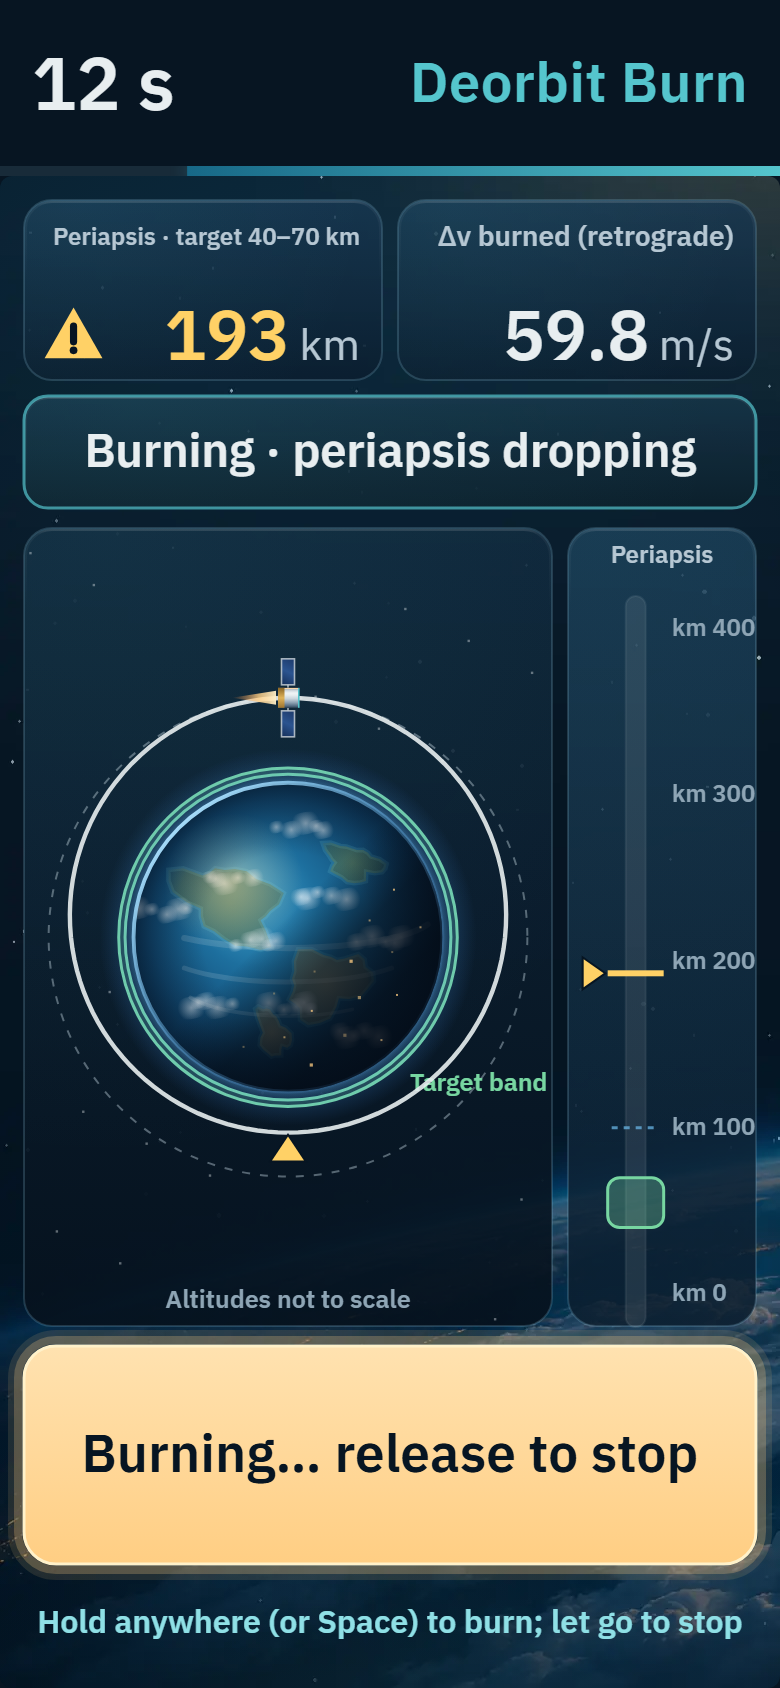 12 s
Deorbit Burn
Periapsis · target 40–70 km
193 km
Δv burned (retrograde)
59.8 m/s
Burning · periapsis dropping
Periapsis
km 400
km 300
km 200
km 100
km 0
Target band
Altitudes not to scale
Burning... release to stop
Hold anywhere (or Space) to burn; let go to stop